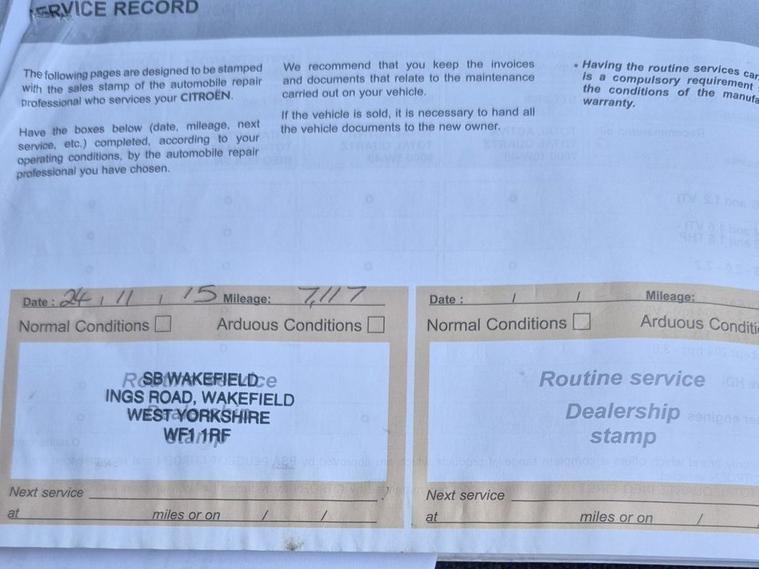 SERVICE RECORD
The following pages are designed to be stamped
with the sales stamp of the automobile repair
professional who services your CITROËN.
Have the boxes below (date, mileage, next
service, etc.) completed, according to your
operating conditions, by the automobile repair
professional you have chosen.
We recommend that you keep the invoices
and documents that relate to the maintenance
carried out on your vehicle.
If the vehicle is sold, it is necessary to hand all
the vehicle documents to the new owner.
• Having the routine services car
is a compulsory requirement
the conditions of the manufa
warranty.
Date : 24 / 11 / 15 Mileage: 7,117
Normal Conditions Arduous Conditions
Routine service
SB WAKEFIELD
INGS ROAD, WAKEFIELD
WEST YORKSHIRE
WF1 1RF
stamp
Next service
at miles or on / /
Date : / / Mileage:
Normal Conditions Arduous Conditi
Routine service
Dealership
stamp
Next service
at miles or on /